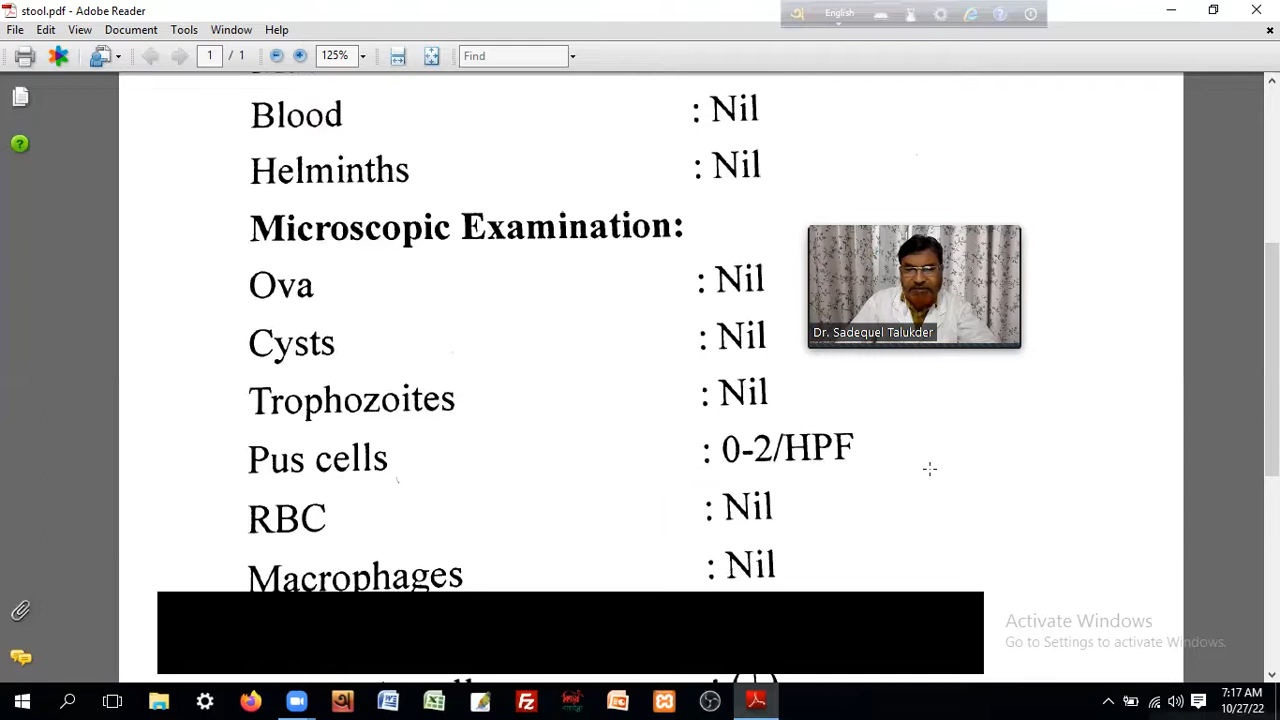 stool.pdf - Adobe Reader
English
File Edit View Document Tools Window Help
1 / 1 125% Find
Blood : Nil
Helminths : Nil
Microscopic Examination:
Ova : Nil
Cysts : Nil
Trophozoites : Nil
Pus cells : 0-2/HPF
RBC : Nil
Macrophages : Nil
Dr. Sadequel Talukder
Activate Windows
Go to Settings to activate Windows.
7:17 AM
10/27/22